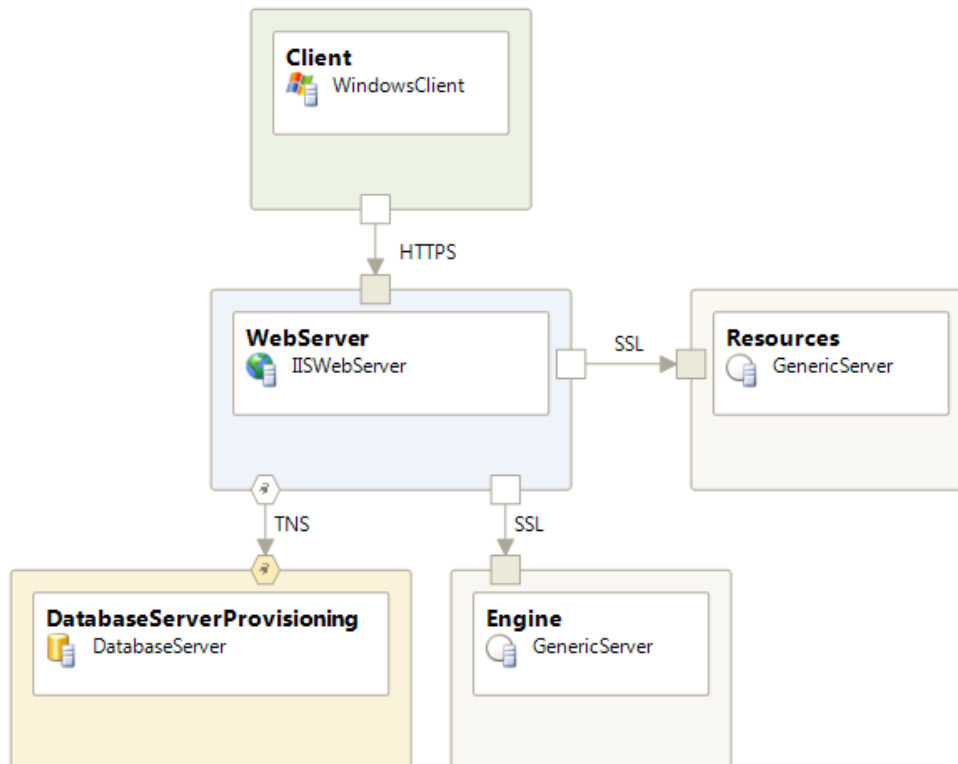 Client
WindowsClient
HTTPS
WebServer
IISWebServer
SSL
Resources
GenericServer
TNS
SSL
DatabaseServerProvisioning
DatabaseServer
Engine
GenericServer